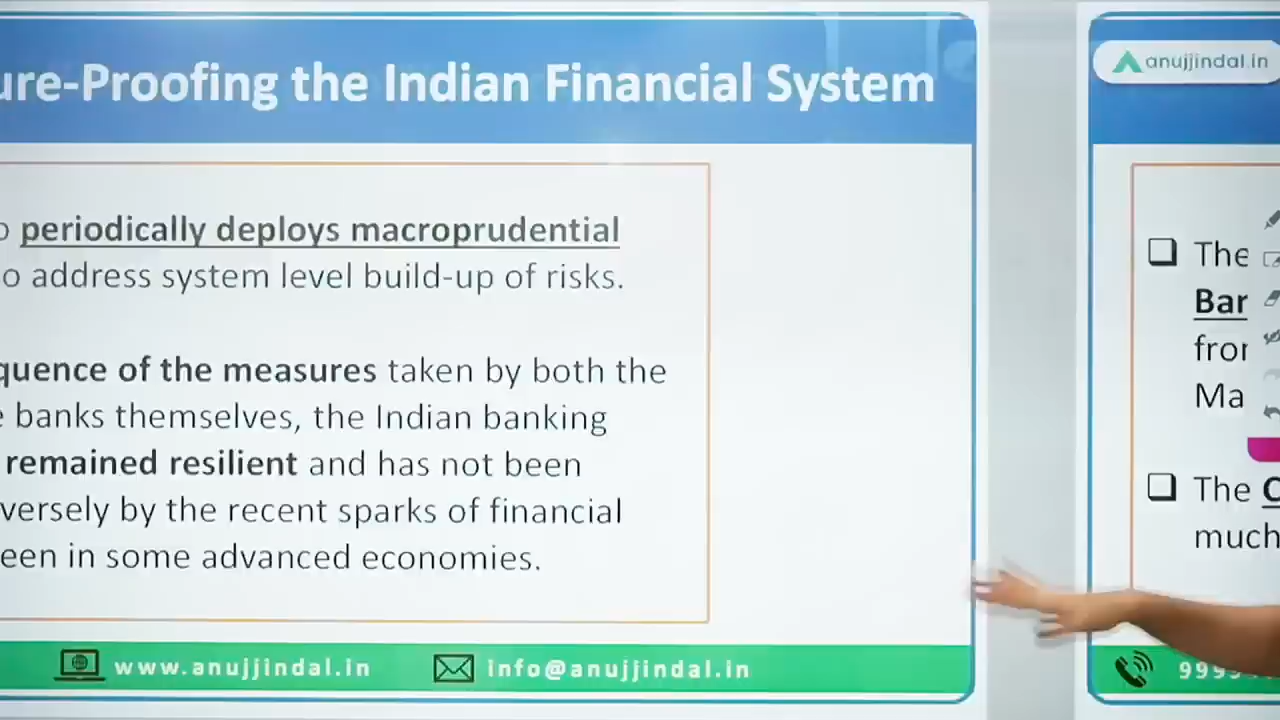 ure-Proofing the Indian Financial System
periodically deploys macroprudential
o address system level build-up of risks.
quence of the measures taken by both the
banks themselves, the Indian banking
remained resilient and has not been
versely by the recent sparks of financial
een in some advanced economies.
www.anujjindal.in
info@anujjindal.in
anujjindal.in
The
Bar
from
Ma
The
much